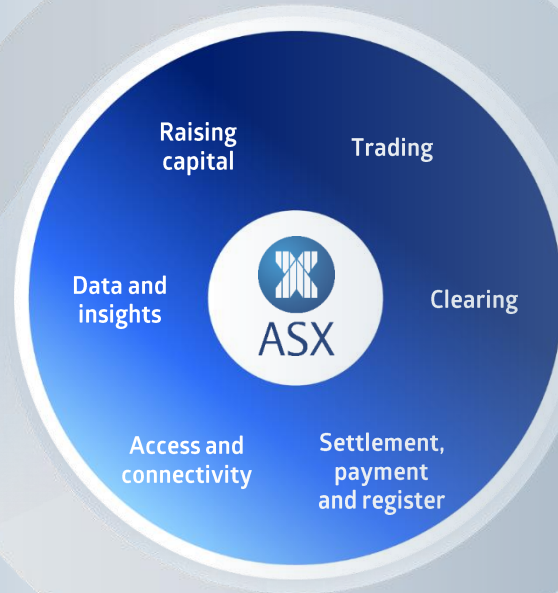 Raising
capital
Trading
Data and
insights
ASX
Clearing
Access and
connectivity
Settlement,
payment
and register